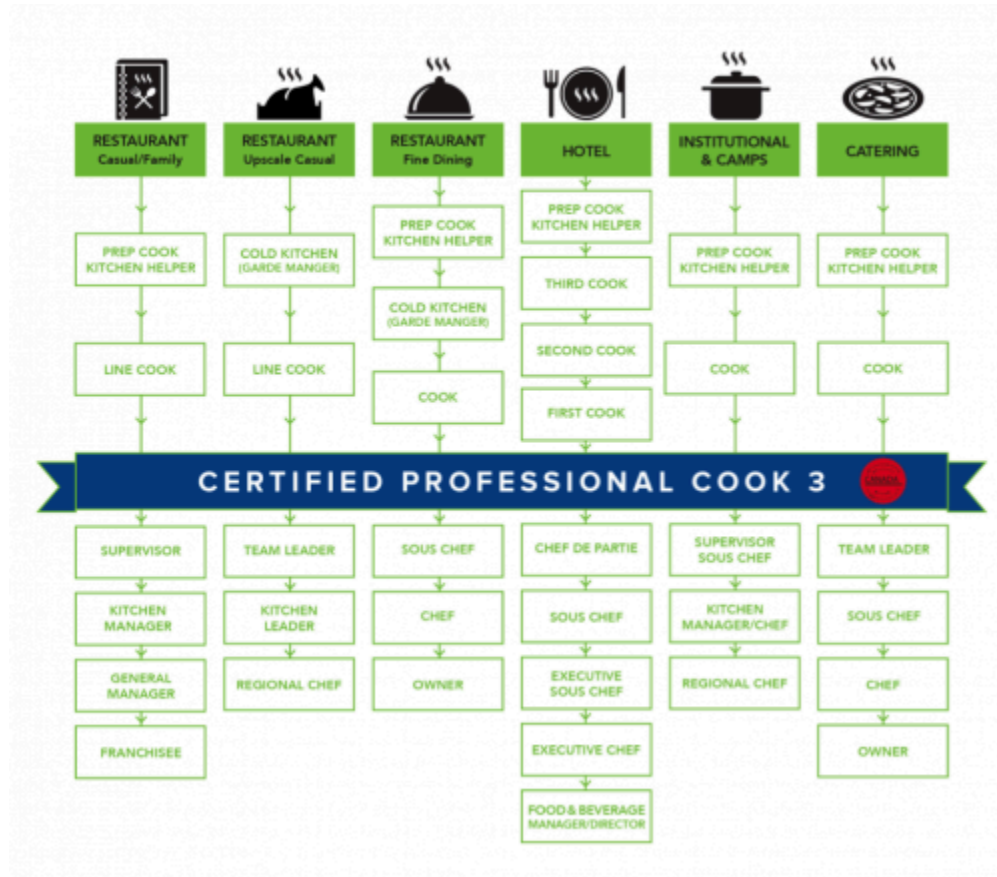 RESTAURANT
Casual/Family
PREP COOK
KITCHEN HELPER
LINE COOK
RESTAURANT
Upscale Casual
COLD KITCHEN
(GARDE MANGER)
LINE COOK
RESTAURANT
Fine Dining
PREP COOK
KITCHEN HELPER
COLD KITCHEN
(GARDE MANGER)
COOK
HOTEL
PREP COOK
KITCHEN HELPER
THIRD COOK
SECOND COOK
FIRST COOK
INSTITUTIONAL
& CAMPS
PREP COOK
KITCHEN HELPER
COOK
CATERING
PREP COOK
KITCHEN HELPER
COOK
CERTIFIED PROFESSIONAL COOK 3
SUPERVISOR
KITCHEN
MANAGER
GENERAL
MANAGER
FRANCHISEE
TEAM LEADER
KITCHEN
LEADER
REGIONAL CHEF
SOUS CHEF
CHEF
OWNER
CHEF DE PARTIE
SOUS CHEF
EXECUTIVE
SOUS CHEF
EXECUTIVE CHEF
FOOD & BEVERAGE
MANAGER/DIRECTOR
SUPERVISOR
SOUS CHEF
KITCHEN
MANAGER/CHEF
REGIONAL CHEF
TEAM LEADER
SOUS CHEF
CHEF
OWNER